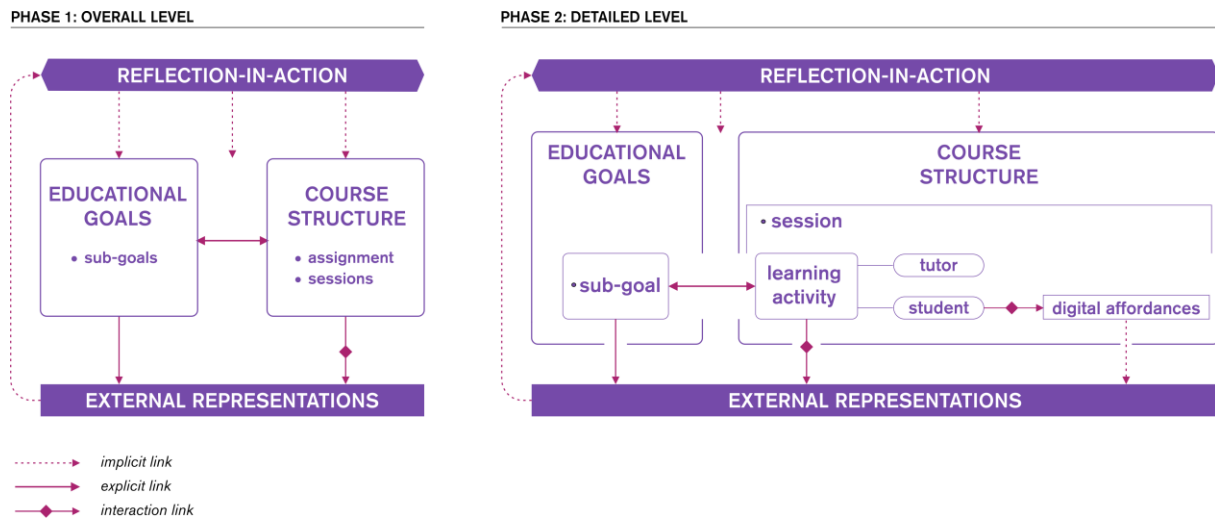 PHASE 1: OVERALL LEVEL
REFLECTION-IN-ACTION
EDUCATIONAL
GOALS
• sub-goals
COURSE
STRUCTURE
• assignment
• sessions
EXTERNAL REPRESENTATIONS
PHASE 2: DETAILED LEVEL
REFLECTION-IN-ACTION
EDUCATIONAL
GOALS
• sub-goal
COURSE
STRUCTURE
• session
learning
activity
tutor
student
digital affordances
EXTERNAL REPRESENTATIONS
implicit link
explicit link
interaction link